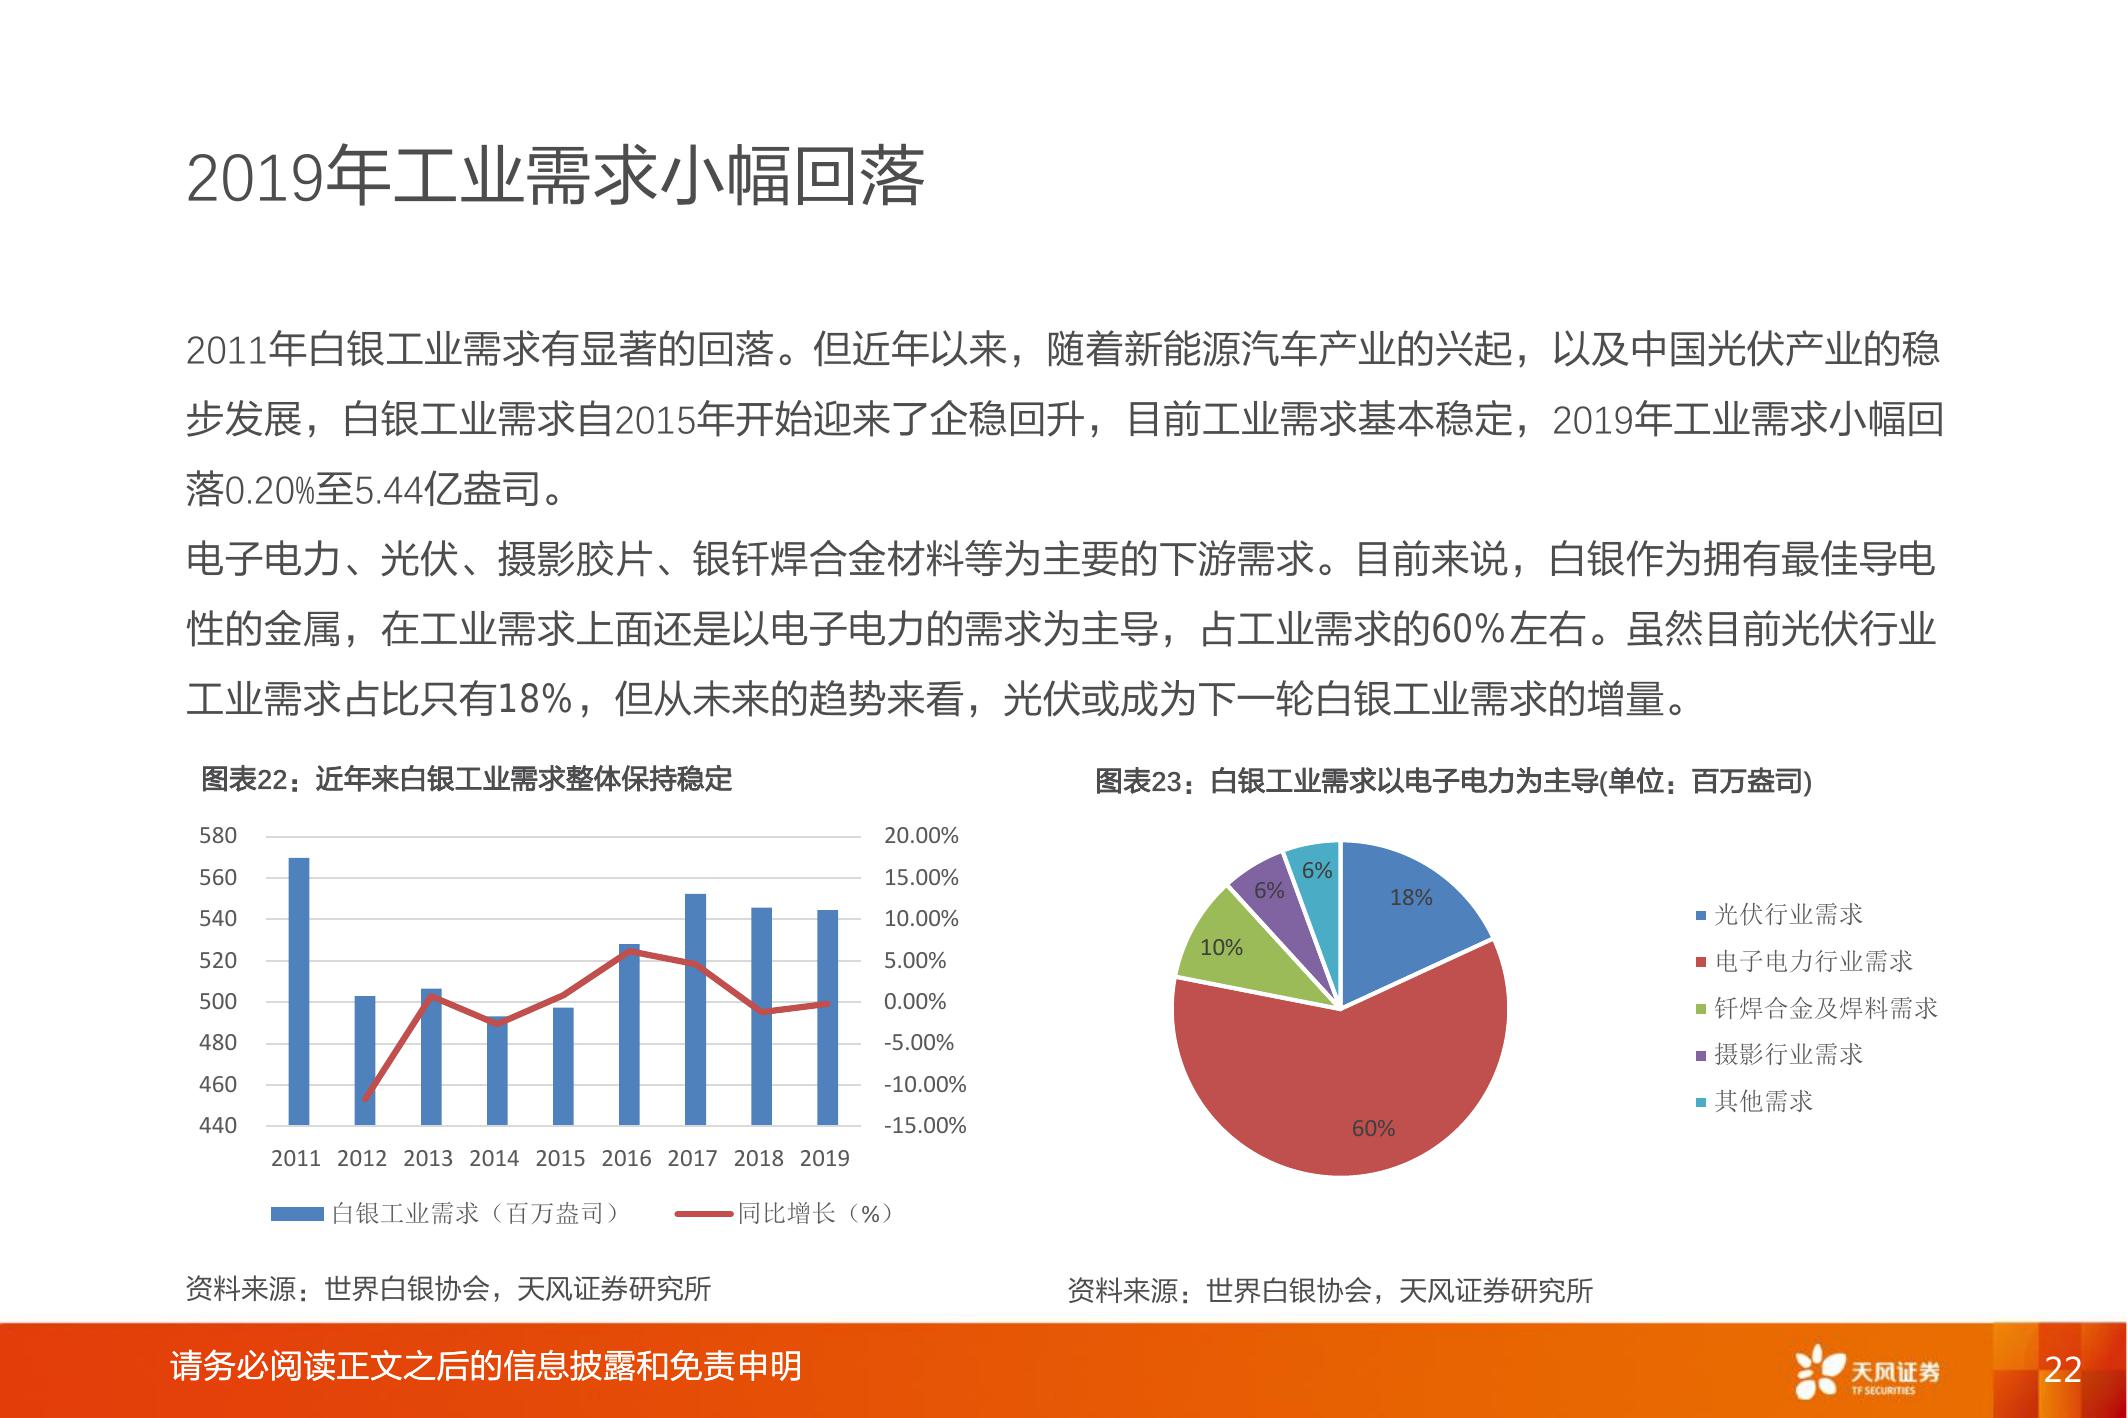 2019年工业需求小幅回落
2011年白银工业需求有显著的回落。但近年以来，随着新能源汽车产业的兴起，以及中国光伏产业的稳
步发展，白银工业需求自2015年开始迎来了企稳回升，目前工业需求基本稳定，2019年工业需求小幅回
落0.20%至5.44亿盎司。
电子电力、光伏、摄影胶片、银钎焊合金材料等为主要的下游需求。目前来说，白银作为拥有最佳导电
性的金属，在工业需求上面还是以电子电力的需求为主导，占工业需求的60%左右。虽然目前光伏行业
工业需求占比只有18%，但从未来的趋势来看，光伏或成为下一轮白银工业需求的增量。
图表22：近年来白银工业需求整体保持稳定
580
560
540
520
500
480
460
440
20.00%
15.00%
10.00%
5.00%
0.00%
-5.00%
-10.00%
-15.00%
2011 2012 2013 2014 2015 2016 2017 2018 2019
白银工业需求（百万盎司） 同比增长（%）
资料来源：世界白银协会，天风证券研究所
图表23：白银工业需求以电子电力为主导(单位：百万盎司)
18%
60%
10%
6%
6%
光伏行业需求
电子电力行业需求
钎焊合金及焊料需求
摄影行业需求
其他需求
资料来源：世界白银协会，天风证券研究所
请务必阅读正文之后的信息披露和免责申明
天风证券
TF SECURITIES
22